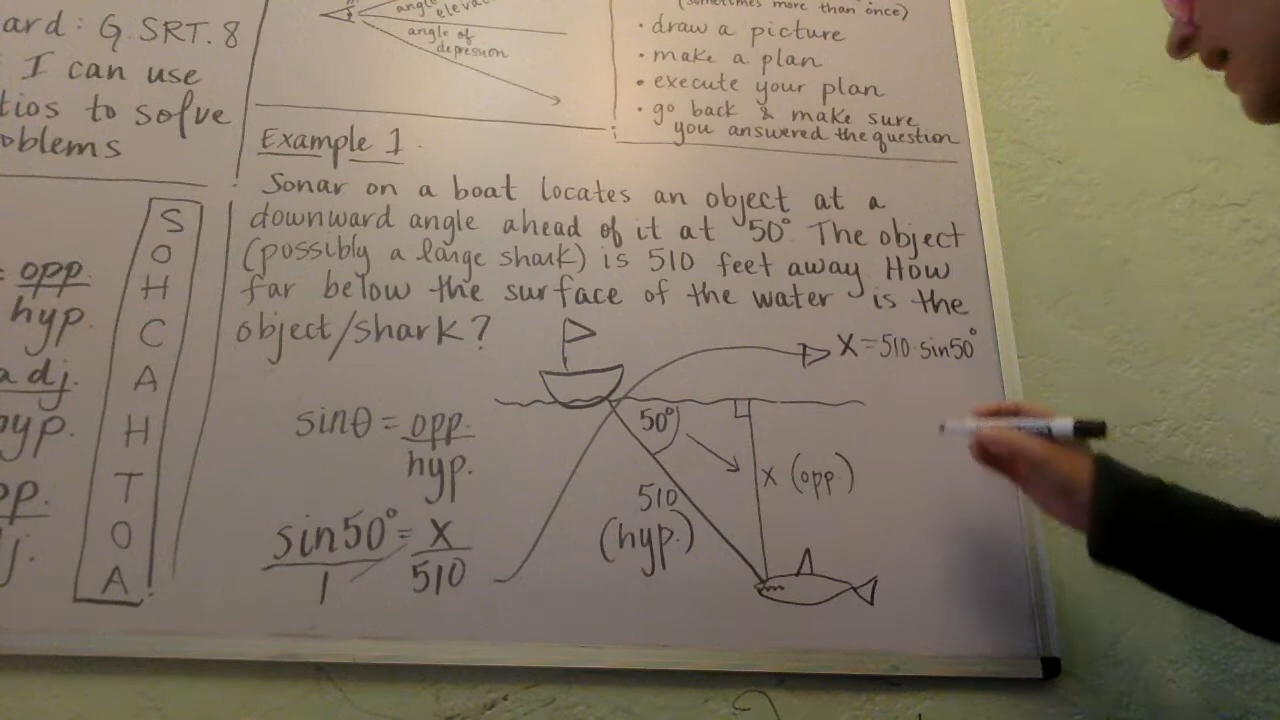 ard: G.SRT.8
I can use
tios to solve
oblems
angle
eleva
angle of
depression
(sometimes more than once)
• draw a picture
• make a plan
• execute your plan
• go back & make sure
you answered the question
= opp.
hyp.
adj.
hyp.
pp.
j.
S
O
H
C
A
H
T
O
A
Example 1
Sonar on a boat locates an object at a
downward angle ahead of it at 50° The object
(possibly a large shark) is 510 feet away How
far below the surface of the water is the
object/shark?
sinθ = opp.
hyp.
sin50° = x
1 510
x=510·sin50°
50°
510
(hyp.)
x (opp.)